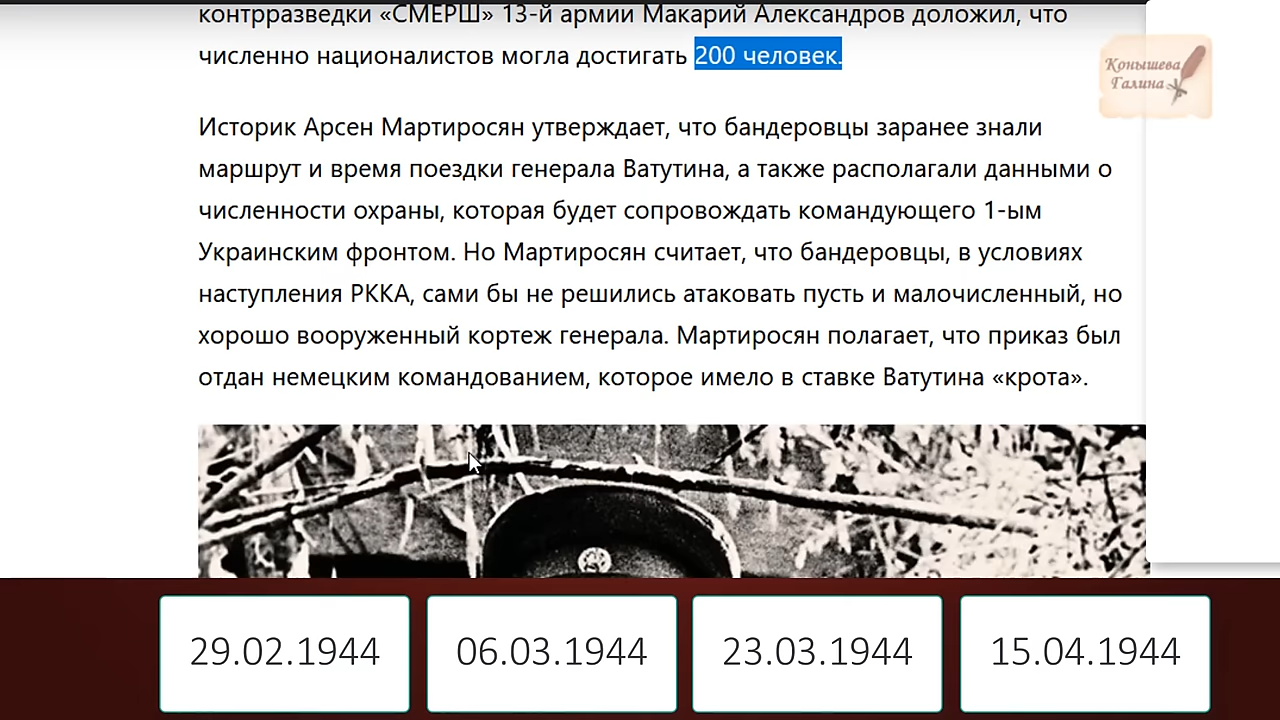 контрразведки «СМЕРШ» 13-й армии Макарий Александров доложил, что
численно националистов могла достигать 200 человек.
Конышева
Галина
Историк Арсен Мартиросян утверждает, что бандеровцы заранее знали
маршрут и время поездки генерала Ватутина, а также располагали данными о
численности охраны, которая будет сопровождать командующего 1-ым
Украинским фронтом. Но Мартиросян считает, что бандеровцы, в условиях
наступления РККА, сами бы не решились атаковать пусть и малочисленный, но
хорошо вооруженный кортеж генерала. Мартиросян полагает, что приказ был
отдан немецким командованием, которое имело в ставке Ватутина «крота».
29.02.1944 06.03.1944 23.03.1944 15.04.1944